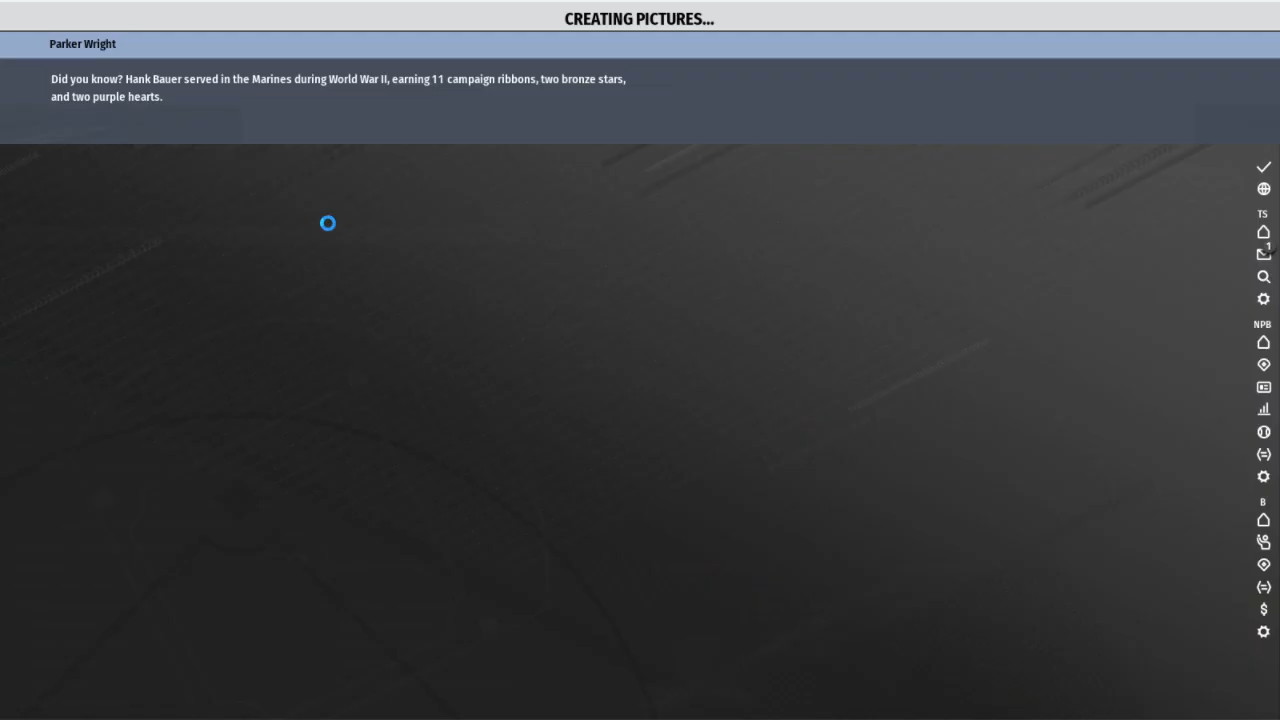 CREATING PICTURES...
Parker Wright
Did you know? Hank Bauer served in the Marines during World War II, earning 11 campaign ribbons, two bronze stars,
and two purple hearts.
TS
1
NPB
B
$